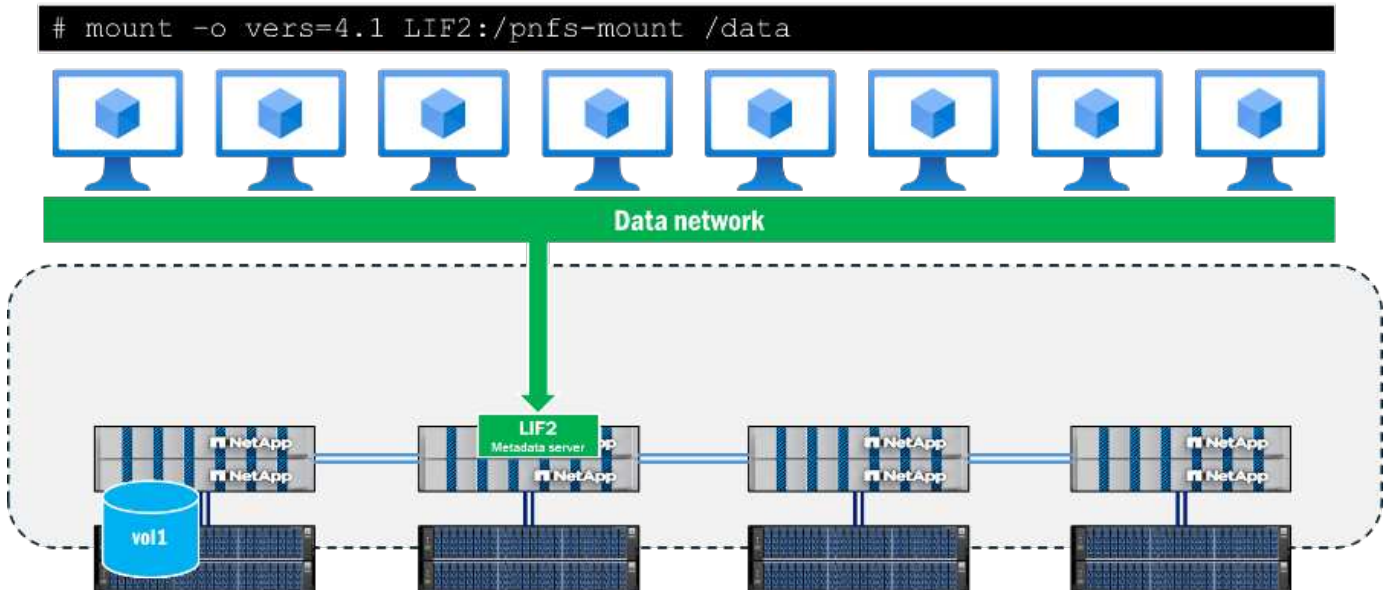 # mount –o vers=4.1 LIF2:/pnfs-mount /data
Data network
LIF2
Metadata server
NetApp
NetApp
NetApp
NetApp
NetApp
NetApp
NetApp
vol1